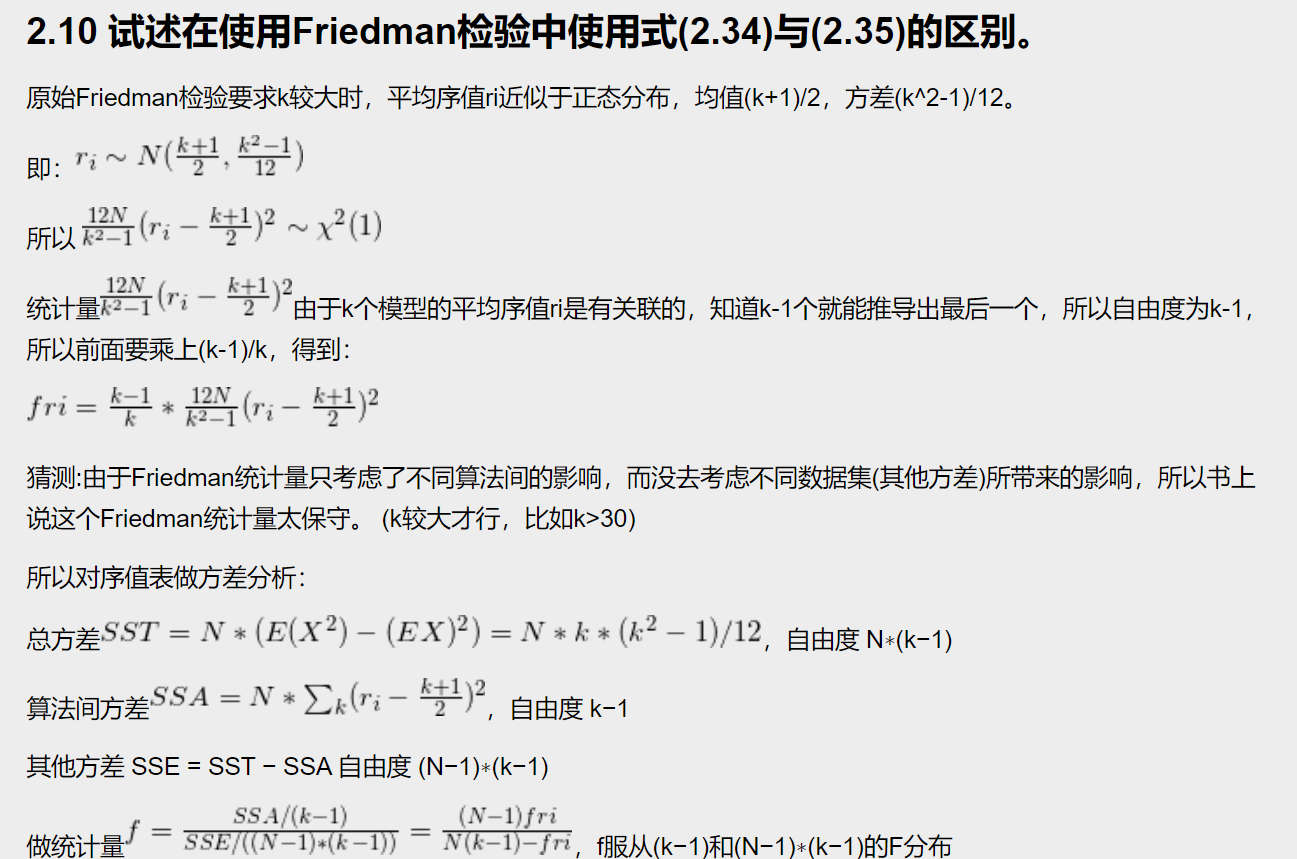 2.10 试述在使用Friedman检验中使用式(2.34)与(2.35)的区别。
原始Friedman检验要求k较大时，平均序值ri近似于正态分布，均值(k+1)/2，方差(k^2-1)/12。
即：$r_i \sim N(\frac{k+1}{2}, \frac{k^2-1}{12})$
所以 $\frac{12N}{k^2-1}(r_i - \frac{k+1}{2})^2 \sim \chi^2(1)$
统计量$\frac{12N}{k^2-1}(r_i - \frac{k+1}{2})^2$由于k个模型的平均序值ri是有关联的，知道k-1个就能推导出最后一个，所以自由度为k-1，
所以前面要乘上(k-1)/k，得到：
$fri = \frac{k-1}{k} * \frac{12N}{k^2-1}(r_i - \frac{k+1}{2})^2$
猜测:由于Friedman统计量只考虑了不同算法间的影响，而没去考虑不同数据集(其他方差)所带来的影响，所以书上
说这个Friedman统计量太保守。 (k较大才行，比如k>30)
所以对序值表做方差分析：
总方差$SST = N * (E(X^2) - (EX)^2) = N * k * (k^2 - 1)/12$，自由度 N*(k−1)
算法间方差$SSA = N * \sum_k (r_i - \frac{k+1}{2})^2$，自由度 k−1
其他方差 SSE = SST − SSA 自由度 (N−1)*(k−1)
做统计量$f = \frac{SSA/(k-1)}{SSE/((N-1)*(k-1))} = \frac{(N-1)fri}{N(k-1)-fri}$，f服从(k−1)和(N−1)*(k−1)的F分布